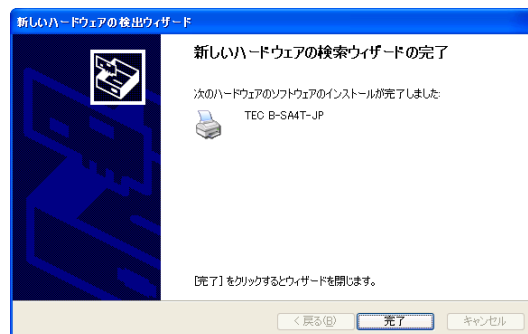 新しいハードウェアの検出ウィザード
新しいハードウェアの検索ウィザードの完了
次のハードウェアのソフトウェアのインストールが完了しました:
TEC B-SA4T-JP
[完了] をクリックするとウィザードを閉じます。
< 戻る(B)
完了
キャンセル